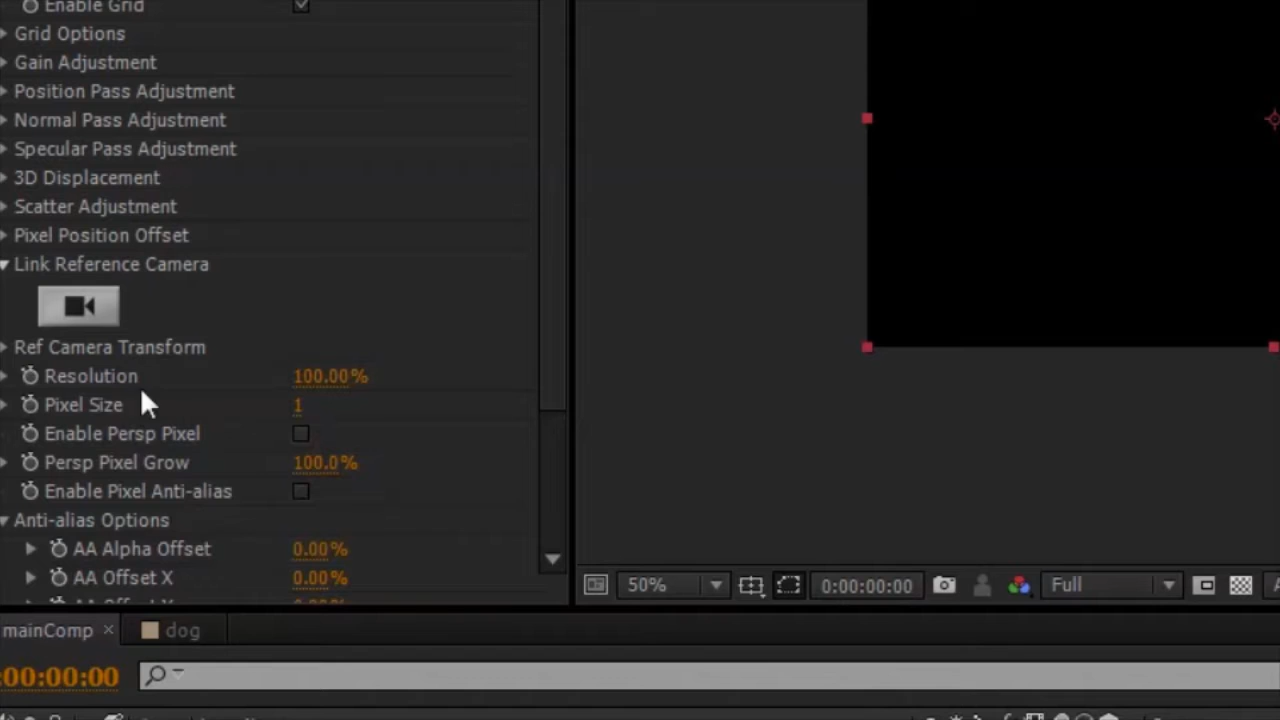 Enable Grid
Grid Options
Gain Adjustment
Position Pass Adjustment
Normal Pass Adjustment
Specular Pass Adjustment
3D Displacement
Scatter Adjustment
Pixel Position Offset
Link Reference Camera
Ref Camera Transform
Resolution 100.00%
Pixel Size 1
Enable Persp Pixel
Persp Pixel Grow 100.0%
Enable Pixel Anti-alias
Anti-alias Options
AA Alpha Offset 0.00%
AA Offset X 0.00%
50% 0:00:00:00 Full
mainComp × dog
:00:00:00